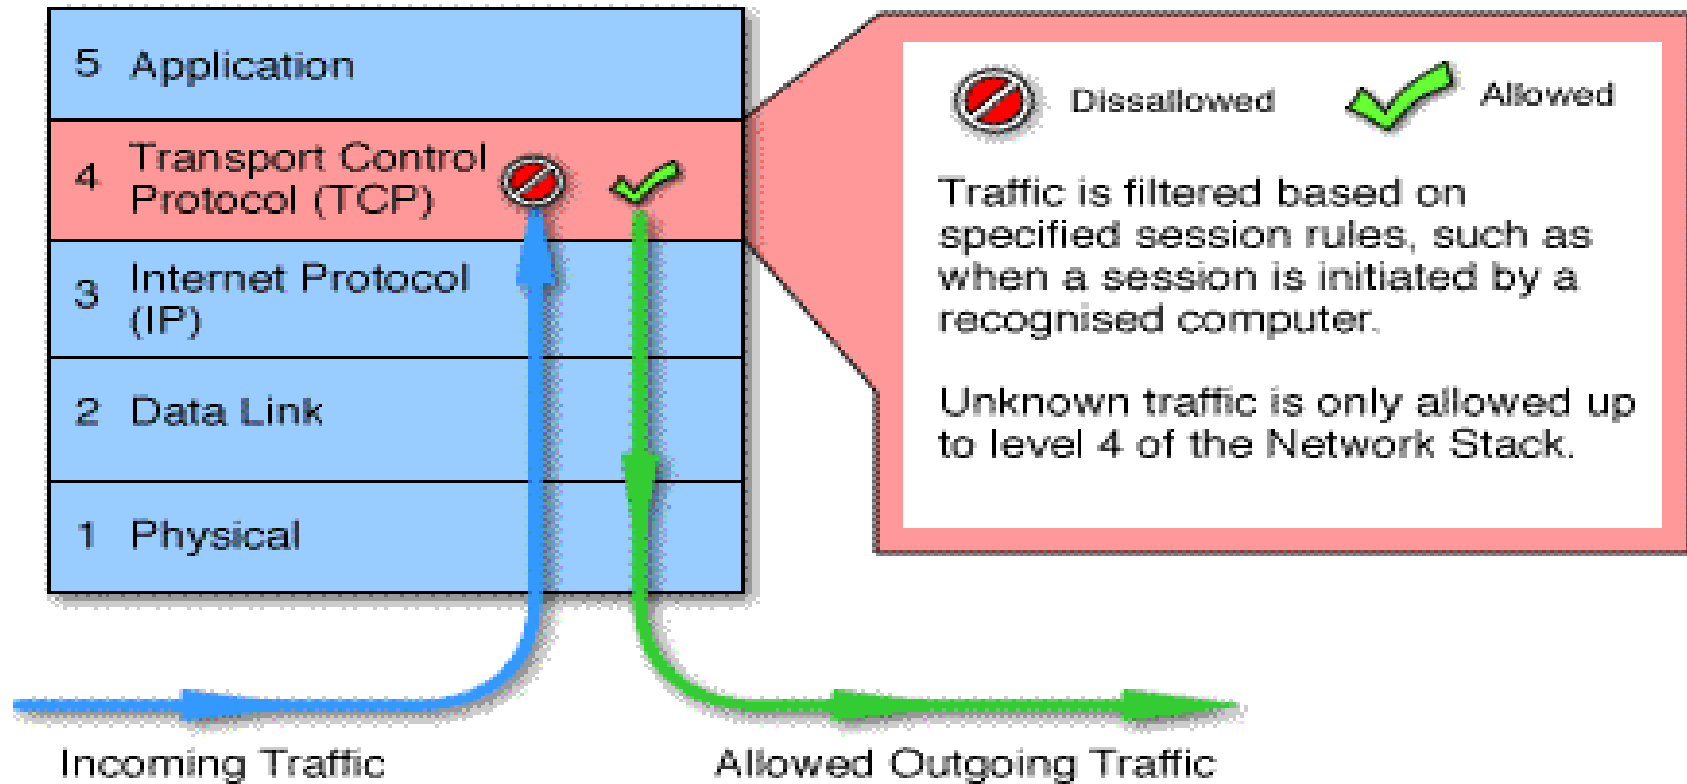 5 Application
4 Transport Control
Protocol (TCP)
3 Internet Protocol
(IP)
2 Data Link
1 Physical
Incoming Traffic
Allowed Outgoing Traffic
Dissallowed
Allowed
Traffic is filtered based on
specified session rules, such as
when a session is initiated by a
recognised computer.
Unknown traffic is only allowed up
to level 4 of the Network Stack.